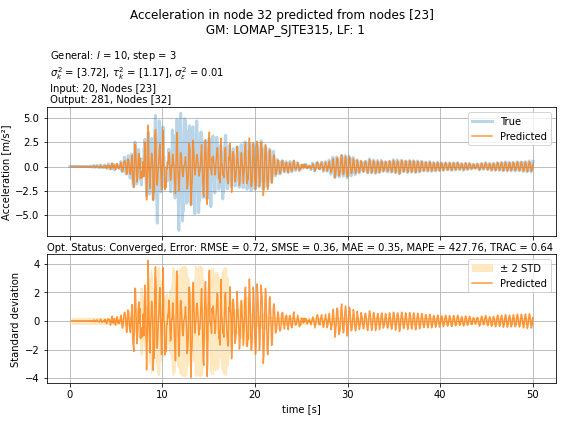 Acceleration in node 32 predicted from nodes [23]
GM: LOMAP_SJTE315, LF: 1
General: l = 10, step = 3
σ²ₖ = [3.72], τ²ₖ = [1.17], σ²ε = 0.01
Input: 20, Nodes [23]
Output: 281, Nodes [32]
Acceleration [m/s²]
5.0
2.5
0.0
−2.5
−5.0
True
Predicted
Opt. Status: Converged, Error: RMSE = 0.72, SMSE = 0.36, MAE = 0.35, MAPE = 427.76, TRAC = 0.64
Standard deviation
4
2
0
−2
−4
± 2 STD
Predicted
0 10 20 30 40 50
time [s]